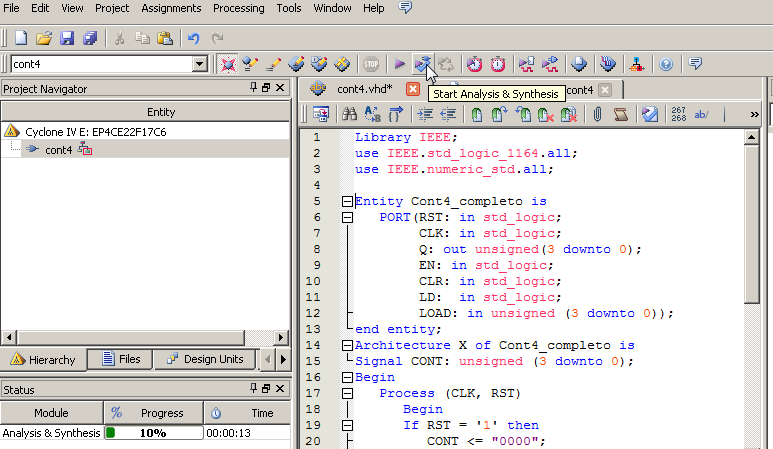 File Edit View Project Assignments Processing Tools Window Help
cont4
Project Navigator
cont4.vhd*
cont4
Start Analysis & Synthesis
Entity
267
268
ab/
»
Cyclone IV E: EP4CE22F17C6
cont4
Hierarchy Files Design Units
Status
Module % Progress Time
Analysis & Synthesis 10% 00:00:13
1 Library IEEE;
2 use IEEE.std_logic_1164.all;
3 use IEEE.numeric_std.all;
4
5 Entity Cont4_completo is
6 PORT(RST: in std_logic;
7 CLK: in std_logic;
8 Q: out unsigned(3 downto 0);
9 EN: in std_logic;
10 CLR: in std_logic;
11 LD: in std_logic;
12 LOAD: in unsigned (3 downto 0));
13 end entity;
14 Architecture X of Cont4_completo is
15 Signal CONT: unsigned (3 downto 0);
16 Begin
17 Process (CLK, RST)
18 Begin
19 If RST = '1' then
20 CONT <= "0000";